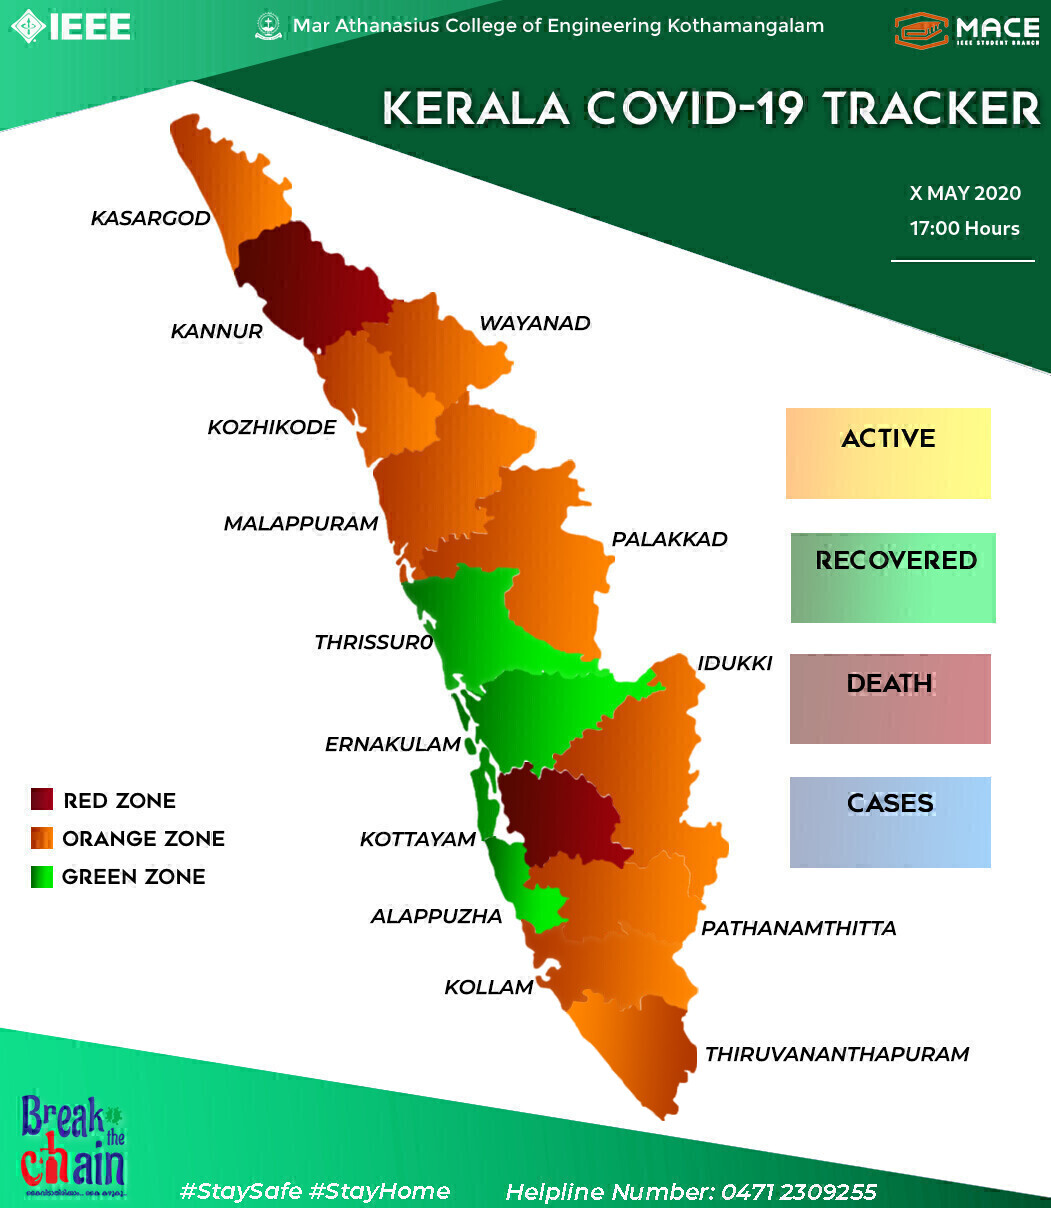 IEEE
Mar Athanasius College of Engineering Kothamangalam
MACE
IEEE STUDENT BRANCH
KERALA COVID-19 TRACKER
X MAY 2020
17:00 Hours
KASARGOD
KANNUR
WAYANAD
KOZHIKODE
MALAPPURAM
PALAKKAD
THRISSUR0
IDUKKI
ERNAKULAM
KOTTAYAM
ALAPPUZHA
PATHANAMTHITTA
KOLLAM
THIRUVANANTHAPURAM
ACTIVE
RECOVERED
DEATH
CASES
RED ZONE
ORANGE ZONE
GREEN ZONE
Break
the
chain
#StaySafe #StayHome
Helpline Number: 0471 2309255